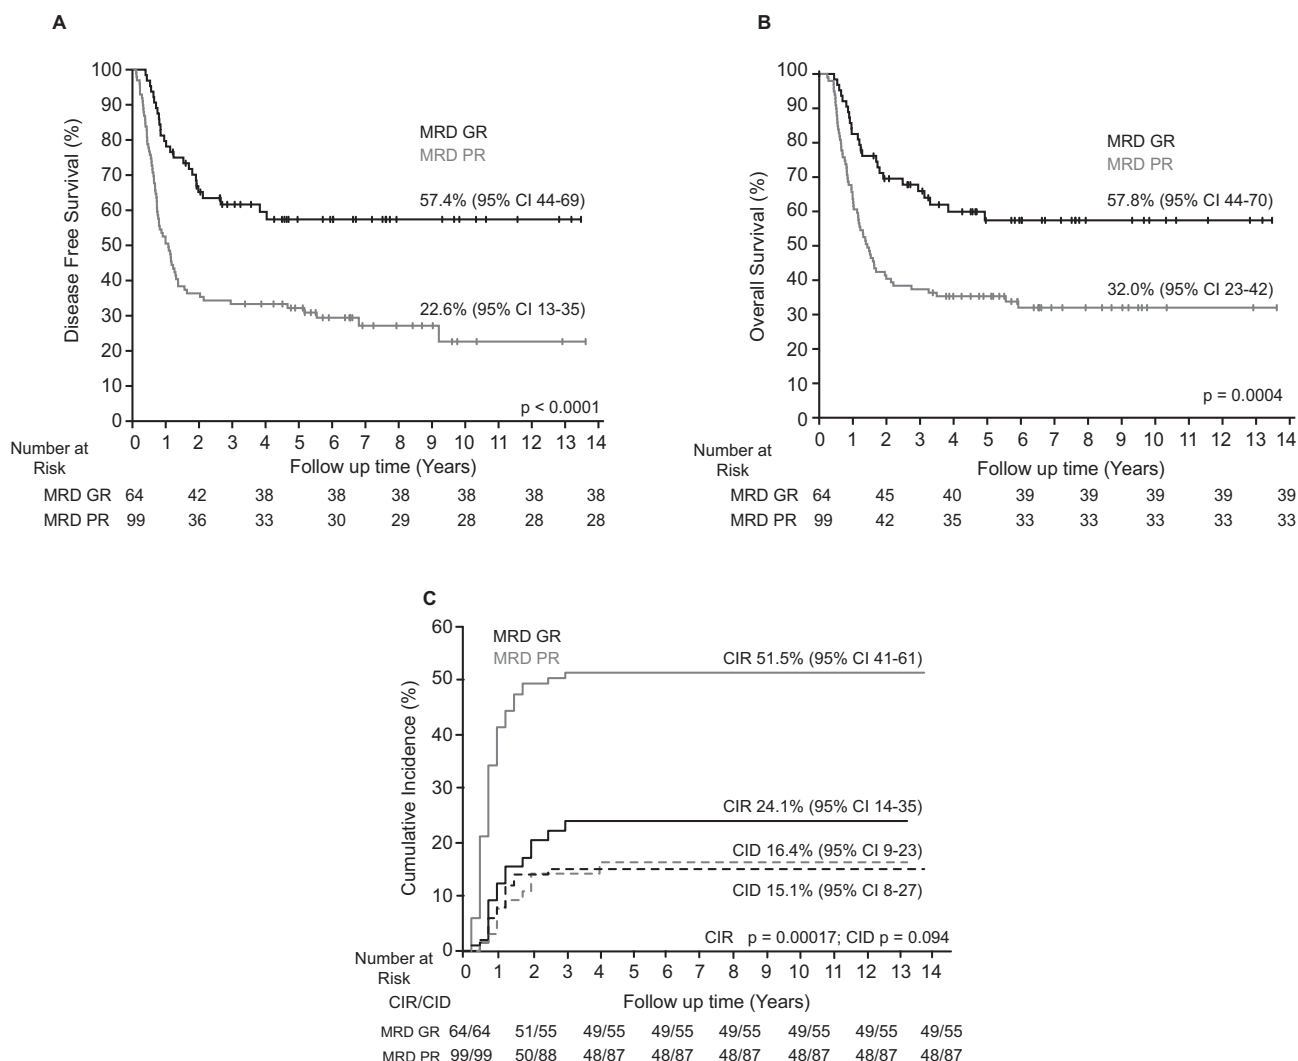 A
100
90
80
70
60
50
40
30
20
10
0
Disease Free Survival (%)
MRD GR
MRD PR
57.4% (95% CI 44-69)
22.6% (95% CI 13-35)
p < 0.0001
0 1 2 3 4 5 6 7 8 9 10 11 12 13 14
Follow up time (Years)
Number at
Risk
MRD GR 64 42 38 38 38 38 38 38
MRD PR 99 36 33 30 29 28 28 28
B
100
90
80
70
60
50
40
30
20
10
0
Overall Survival (%)
MRD GR
MRD PR
57.8% (95% CI 44-70)
32.0% (95% CI 23-42)
p = 0.0004
0 1 2 3 4 5 6 7 8 9 10 11 12 13 14
Follow up time (Years)
Number at
Risk
MRD GR 64 45 40 39 39 39 39 39
MRD PR 99 42 35 33 33 33 33 33
C
60
50
40
30
20
10
0
Cumulative Incidence (%)
MRD GR
MRD PR
CIR 51.5% (95% CI 41-61)
CIR 24.1% (95% CI 14-35)
CID 16.4% (95% CI 9-23)
CID 15.1% (95% CI 8-27)
CIR p = 0.00017; CID p = 0.094
0 1 2 3 4 5 6 7 8 9 10 11 12 13 14
Follow up time (Years)
Number at
Risk
CIR/CID
MRD GR 64/64 51/55 49/55 49/55 49/55 49/55 49/55 49/55
MRD PR 99/99 50/88 48/87 48/87 48/87 48/87 48/87 48/87